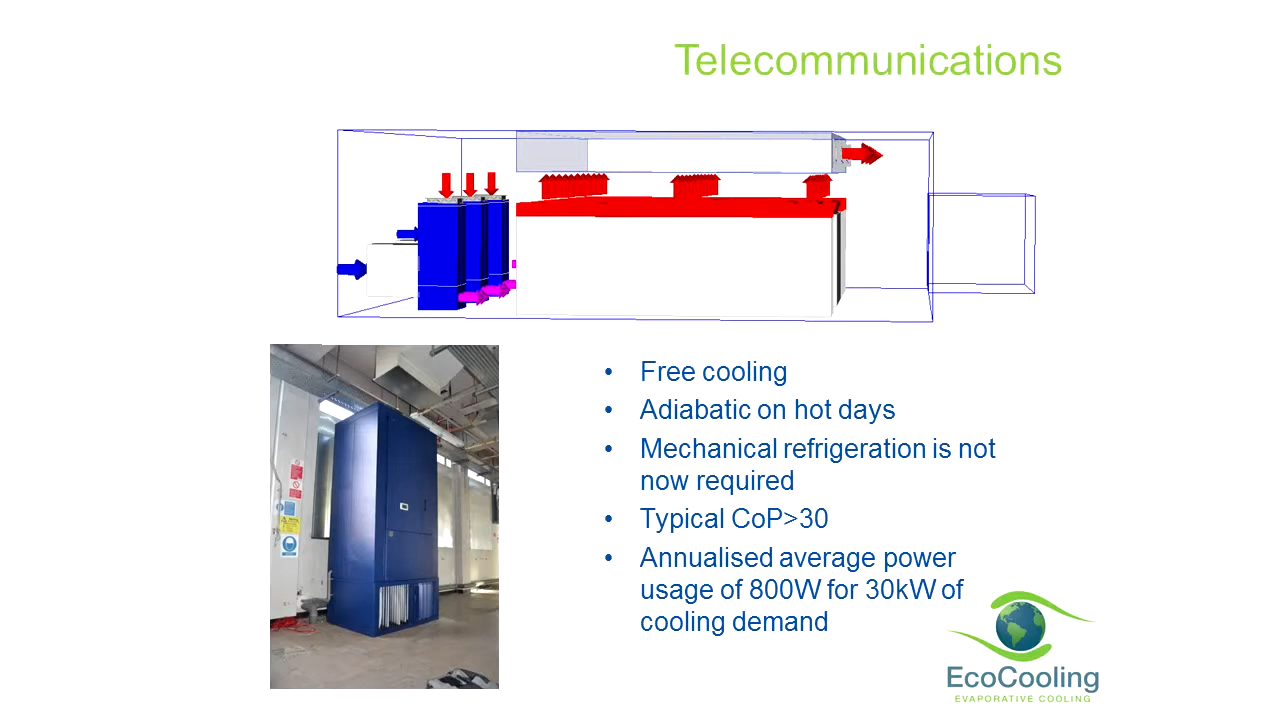 Telecommunications
• Free cooling
• Adiabatic on hot days
• Mechanical refrigeration is not
now required
• Typical CoP>30
• Annualised average power
usage of 800W for 30kW of
cooling demand
EcoCooling
EVAPORATIVE COOLING